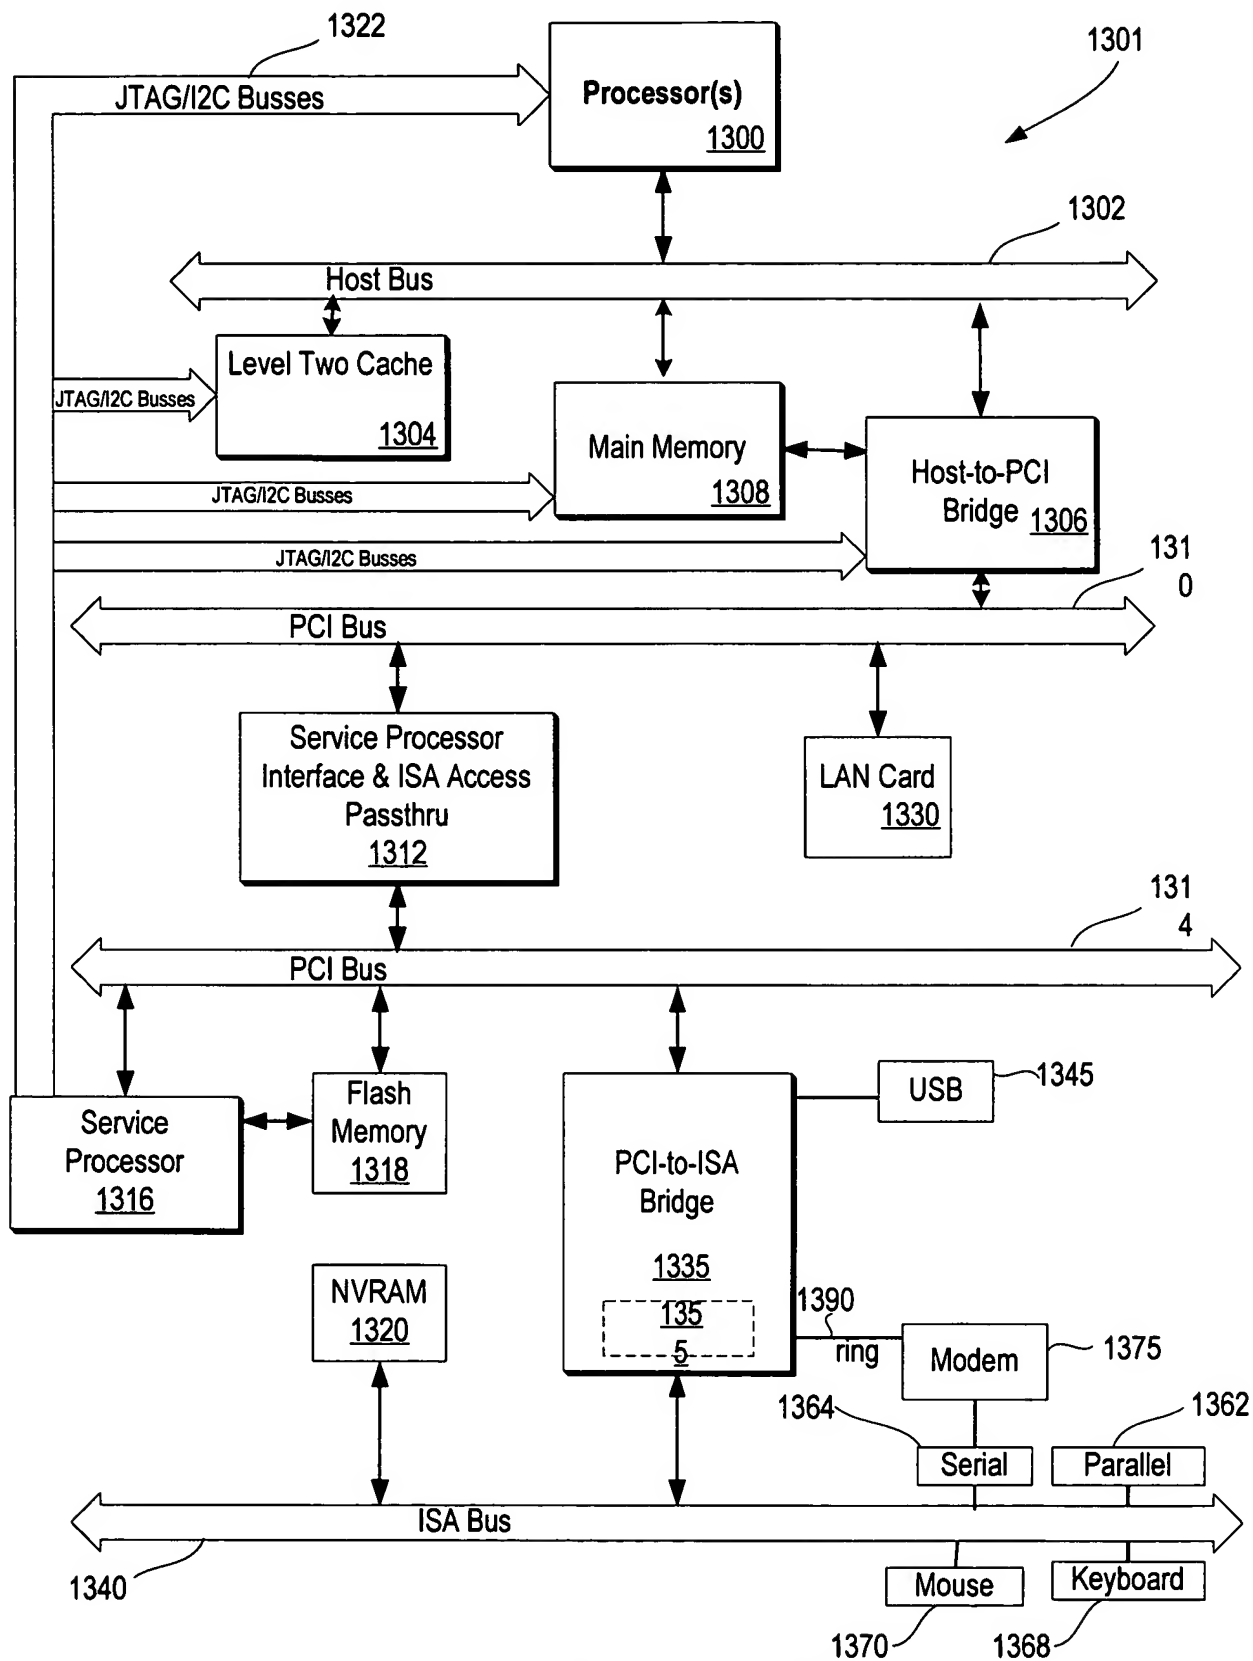 1322
1301
JTAG/I2C Busses
Processor(s)
1300
1302
Host Bus
Level Two Cache
1304
JTAG/I2C Busses
Main Memory
1308
Host-to-PCI
Bridge
1306
JTAG/I2C Busses
JTAG/I2C Busses
131
0
PCI Bus
Service Processor
Interface & ISA Access
Passthru
1312
LAN Card
1330
131
4
PCI Bus
Service
Processor
1316
Flash
Memory
1318
PCI-to-ISA
Bridge
1335
135
5
USB
1345
NVRAM
1320
1390
ring
Modem
1375
1364
1362
Serial
Parallel
ISA Bus
1340
Mouse
Keyboard
1370
1368